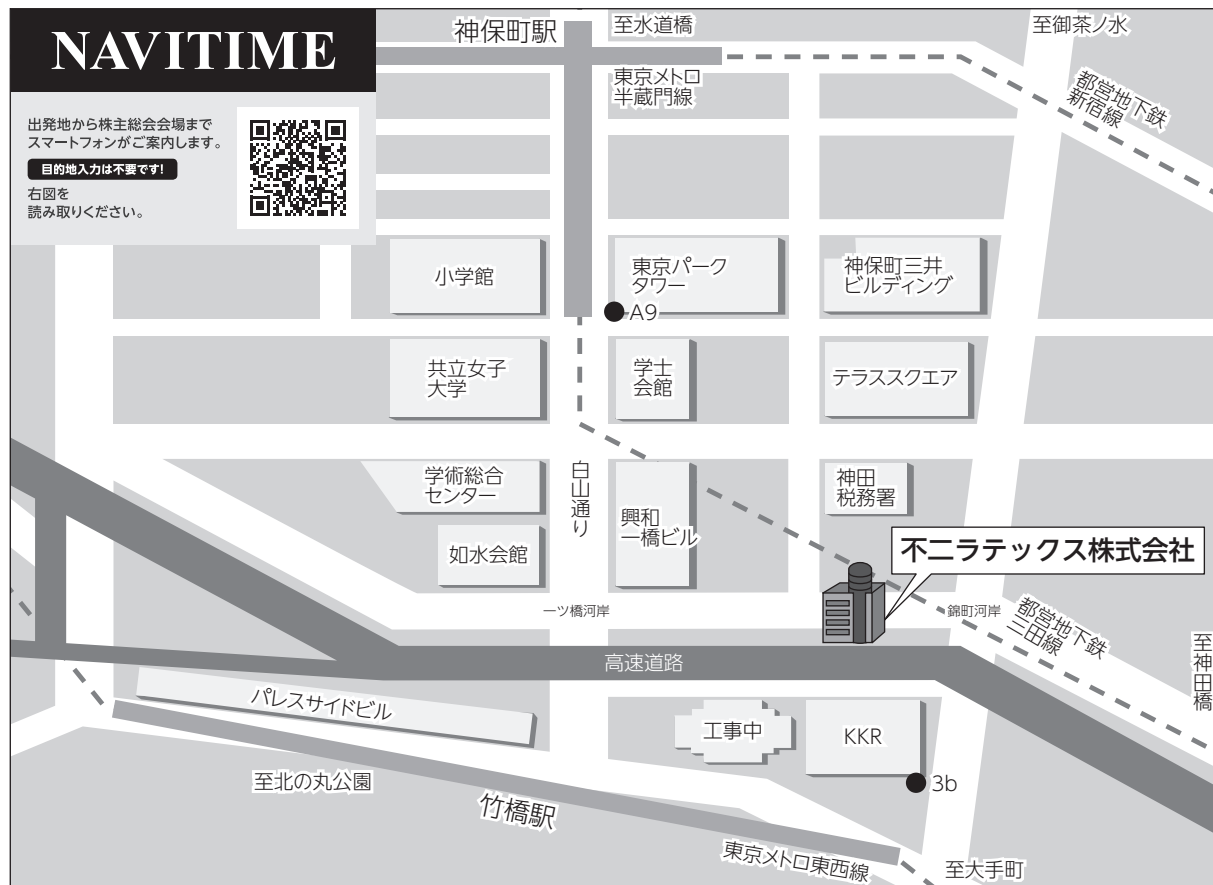 NAVITIME
出発地から株主総会会場まで
スマートフォンがご案内します。
目的地入力は不要です!
右図を
読み取りください。
神保町駅
至水道橋
至御茶ノ水
東京メトロ
半蔵門線
都営地下鉄
新宿線
小学館
東京パーク
タワー
神保町三井
ビルディング
A9
共立女子
大学
学士
会館
テラススクエア
学術総合
センター
白山通り
興和
一橋ビル
神田
税務署
如水会館
不二ラテックス株式会社
一ツ橋河岸
錦町河岸
都営地下鉄
三田線
至神田橋
高速道路
パレスサイドビル
工事中
KKR
至北の丸公園
3b
竹橋駅
東京メトロ東西線
至大手町